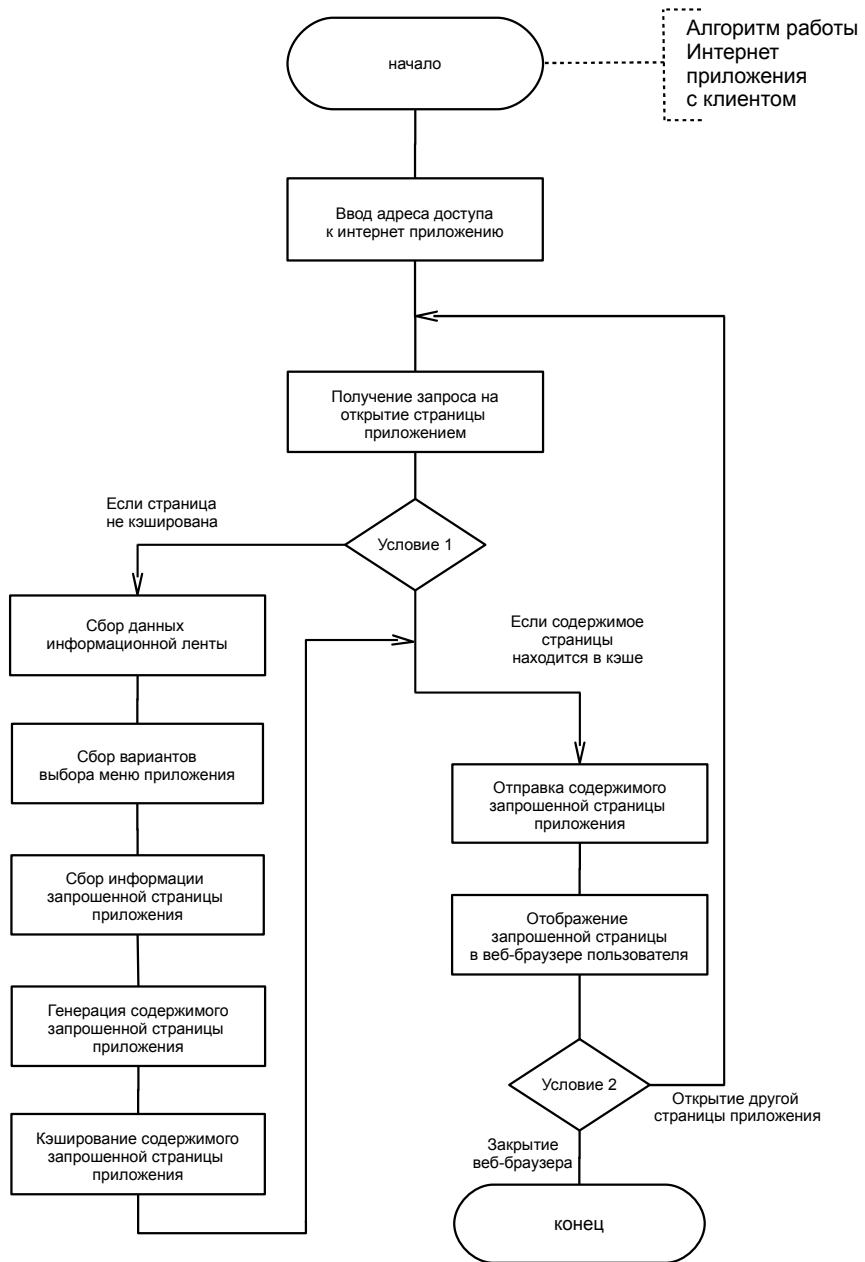 начало
Алгоритм работы
Интернет
приложения
с клиентом
Ввод адреса доступа
к интернет приложению
Получение запроса на
открытие страницы
приложением
Если страница
не кэширована
Условие 1
Сбор данных
информационной ленты
Если содержимое
страницы
находится в кэше
Сбор вариантов
выбора меню приложения
Отправка содержимого
запрошенной страницы
приложения
Сбор информации
запрошенной страницы
приложения
Отображение
запрошенной страницы
в веб-браузере пользователя
Генерация содержимого
запрошенной страницы
приложения
Условие 2
Открытие другой
страницы приложения
Кэширование содержимого
запрошенной страницы
приложения
Закрытие
веб-браузера
конец